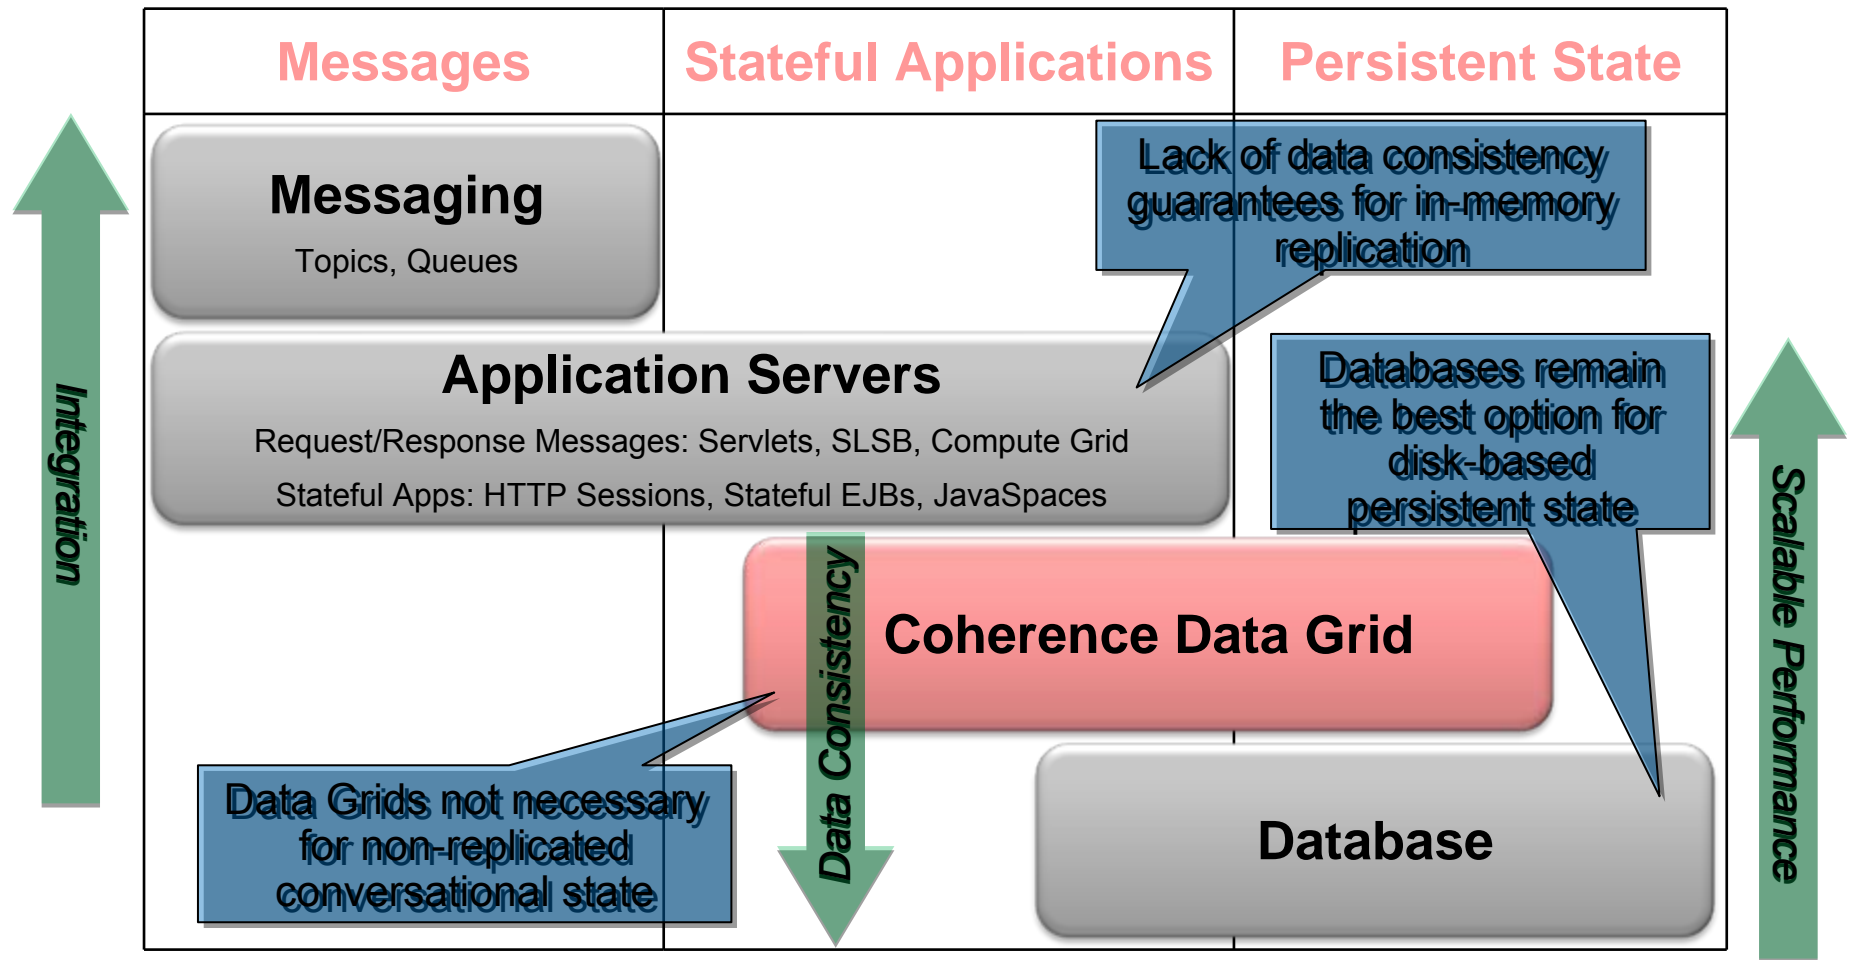 Messages
Stateful Applications
Persistent State
Messaging
Topics, Queues
Lack of data consistency
guarantees for in-memory
replication
Application Servers
Request/Response Messages: Servlets, SLSB, Compute Grid
Stateful Apps: HTTP Sessions, Stateful EJBs, JavaSpaces
Databases remain
the best option for
disk-based
persistent state
Integration
Data Consistency
Scalable Performance
Coherence Data Grid
Data Grids not necessary
for non-replicated
conversational state
Database